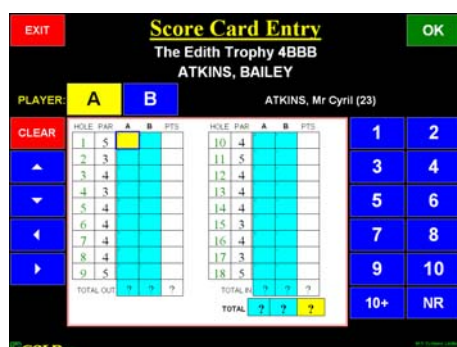 EXIT
Score Card Entry
OK
The Edith Trophy 4BBB
ATKINS, BAILEY
PLAYER: A B ATKINS, Mr Cyril (23)
CLEAR
HOLE PAR A B PTS
1 5
2 3
3 4
4 3
5 4
6 4
7 4
8 4
9 5
TOTAL OUT ? ? ?
HOLE PAR A B PTS
10 4
11 5
12 4
13 4
14 4
15 3
16 4
17 3
18 5
TOTAL IN ? ? ?
TOTAL ? ? ?
1 2
3 4
5 6
7 8
9 10
10+ NR